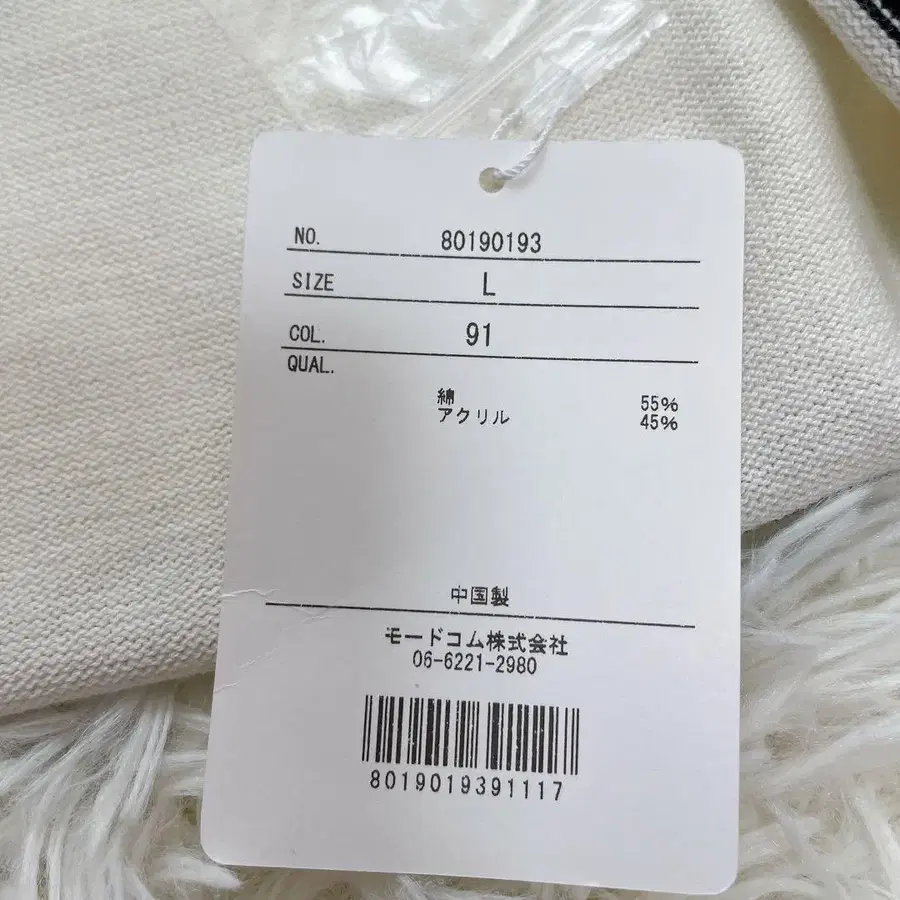 NO. 80190193
SIZE L
COL. 91
QUAL.
綿 55%
アクリル 45%
中国製
モードコム株式会社
06-6221-2980
8019019391117